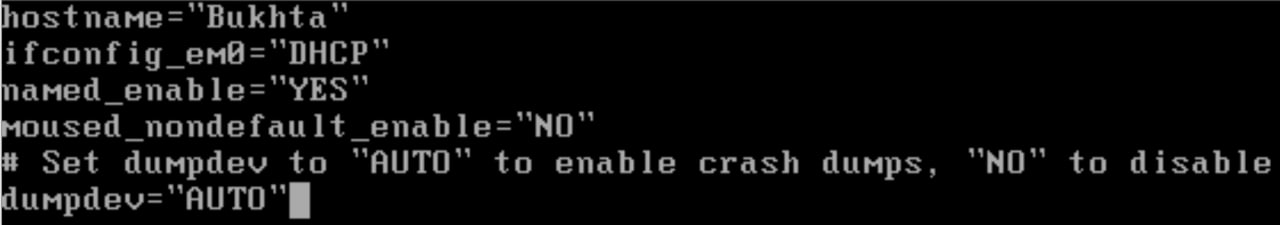 hostname="Bukhta"
ifconfig_em0="DHCP"
named_enable="YES"
moused_nondefault_enable="NO"
# Set dumpdev to "AUTO" to enable crash dumps, "NO" to disable
dumpdev="AUTO"